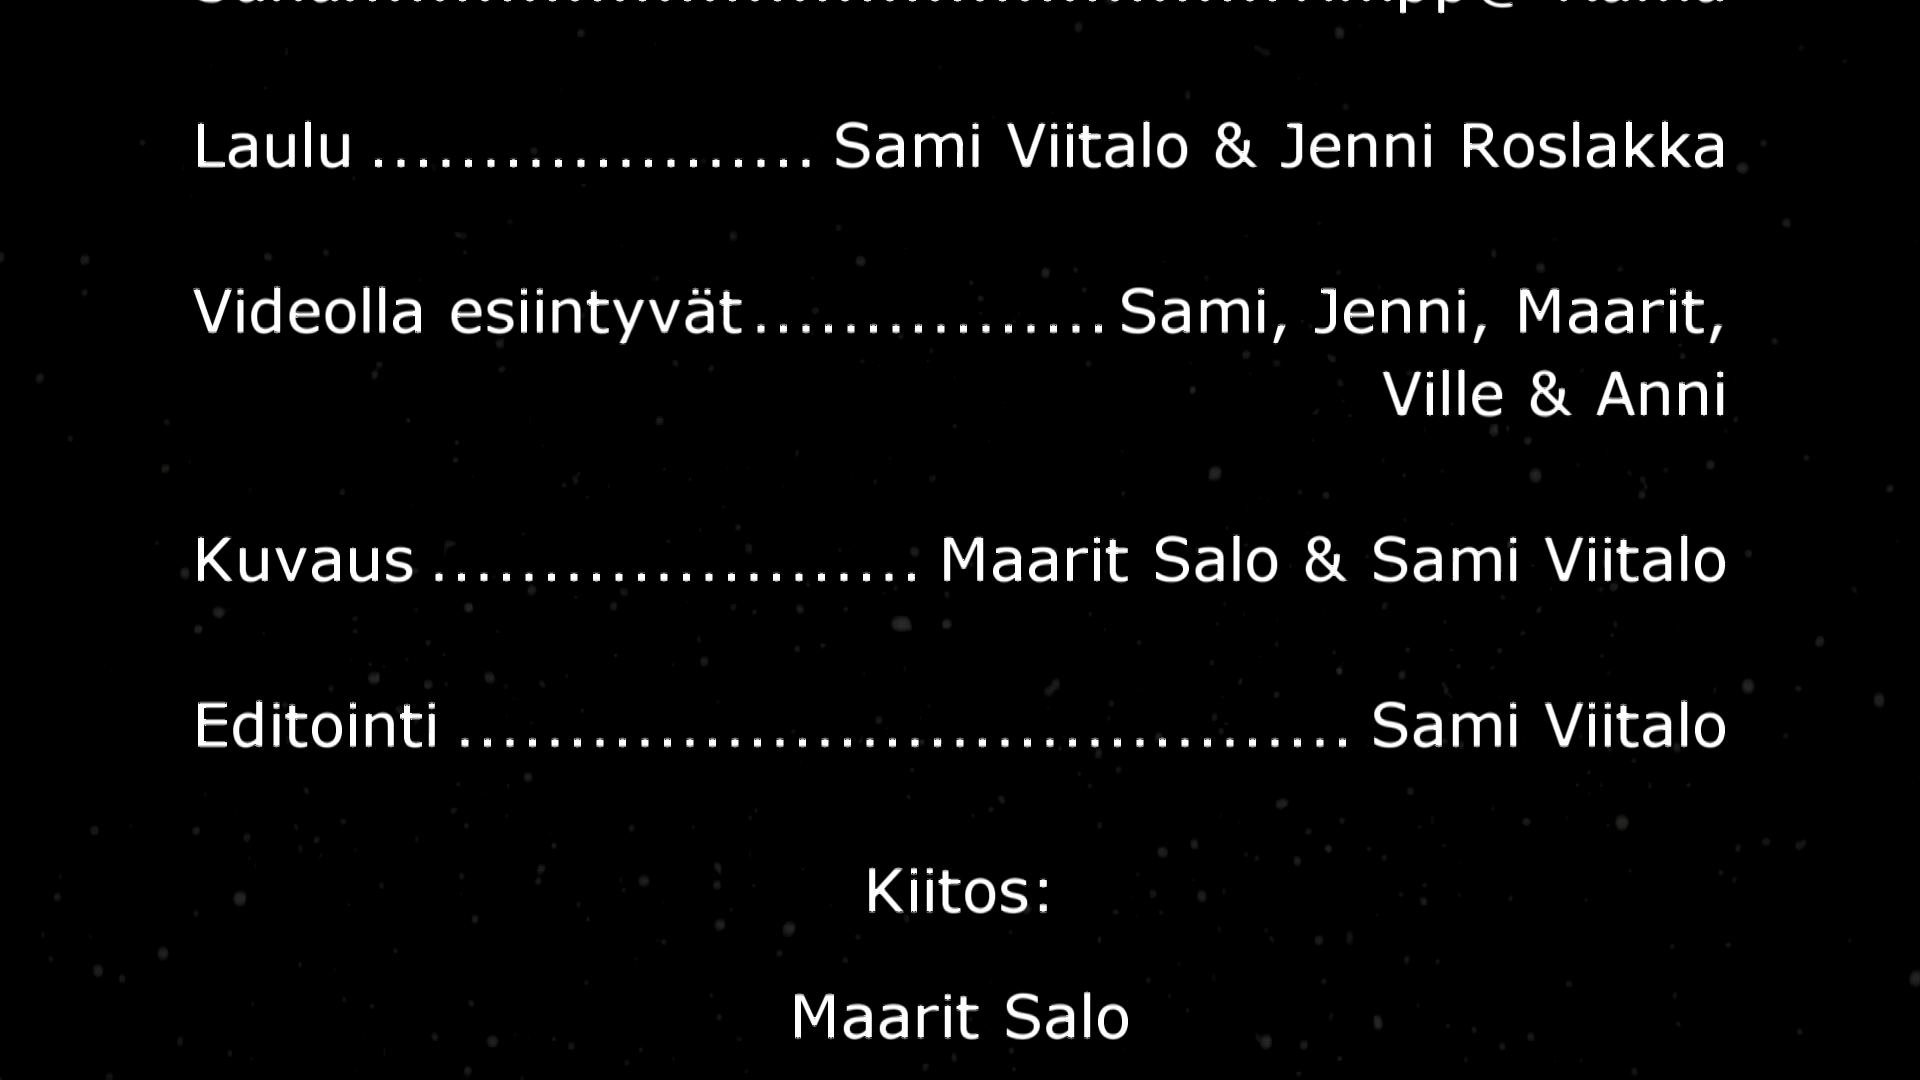 Laulu ................... Sami Viitalo & Jenni Roslakka
Videolla esiintyvät ................ Sami, Jenni, Maarit,
Ville & Anni
Kuvaus ...................... Maarit Salo & Sami Viitalo
Editointi ........................................ Sami Viitalo
Kiitos:
Maarit Salo